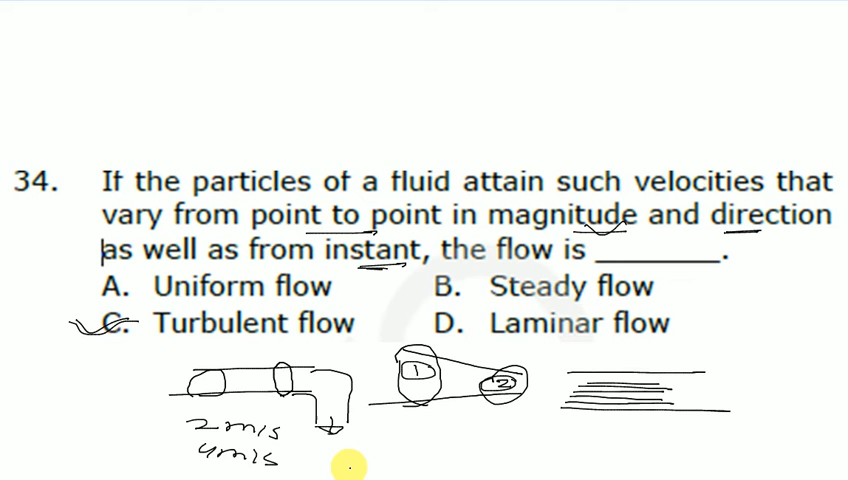 34. If the particles of a fluid attain such velocities that
vary from point to point in magnitude and direction
as well as from instant, the flow is ________.
A. Uniform flow B. Steady flow
C. Turbulent flow D. Laminar flow
1 2
2 m/s
4 m/s